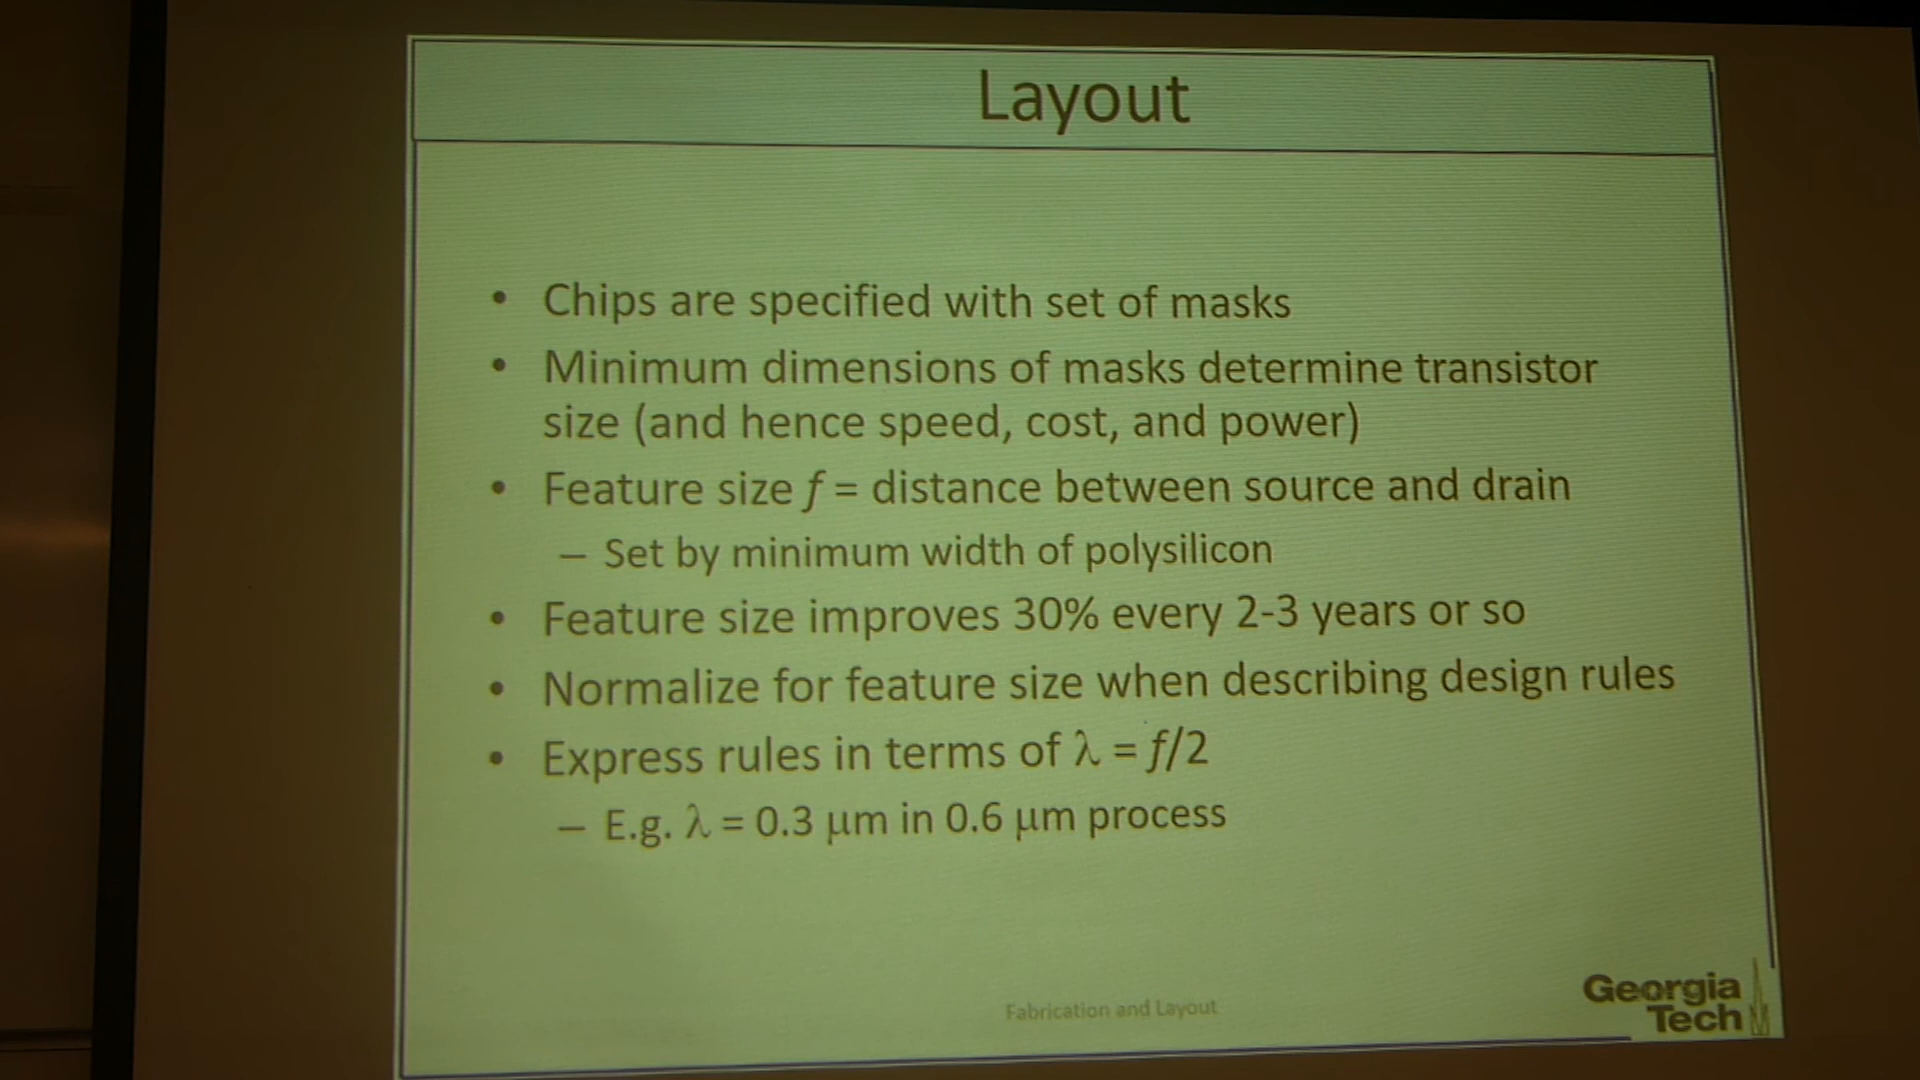 Layout
• Chips are specified with set of masks
• Minimum dimensions of masks determine transistor
size (and hence speed, cost, and power)
• Feature size f = distance between source and drain
– Set by minimum width of polysilicon
• Feature size improves 30% every 2-3 years or so
• Normalize for feature size when describing design rules
• Express rules in terms of λ = f/2
– E.g. λ = 0.3 μm in 0.6 μm process
Fabrication and Layout
Georgia
Tech